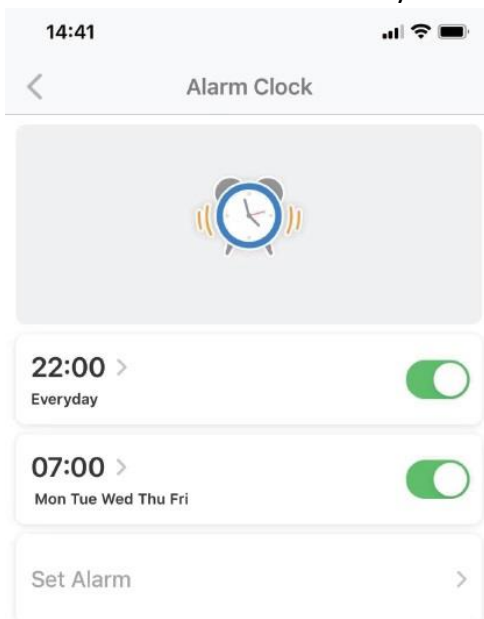 14:41
Alarm Clock
22:00
Everyday
07:00
Mon Tue Wed Thu Fri
Set Alarm